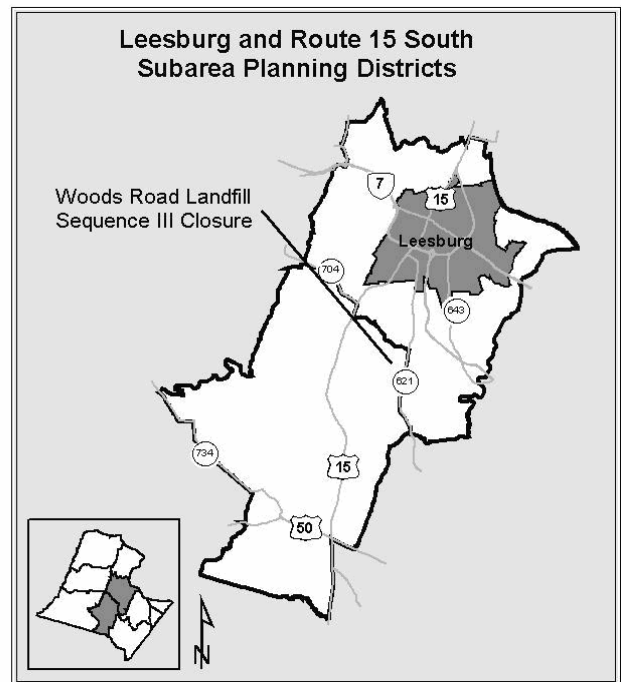 Leesburg and Route 15 South
Subarea Planning Districts
Woods Road Landfill
Sequence III Closure
7
15
Leesburg
704
643
621
734
15
50
N